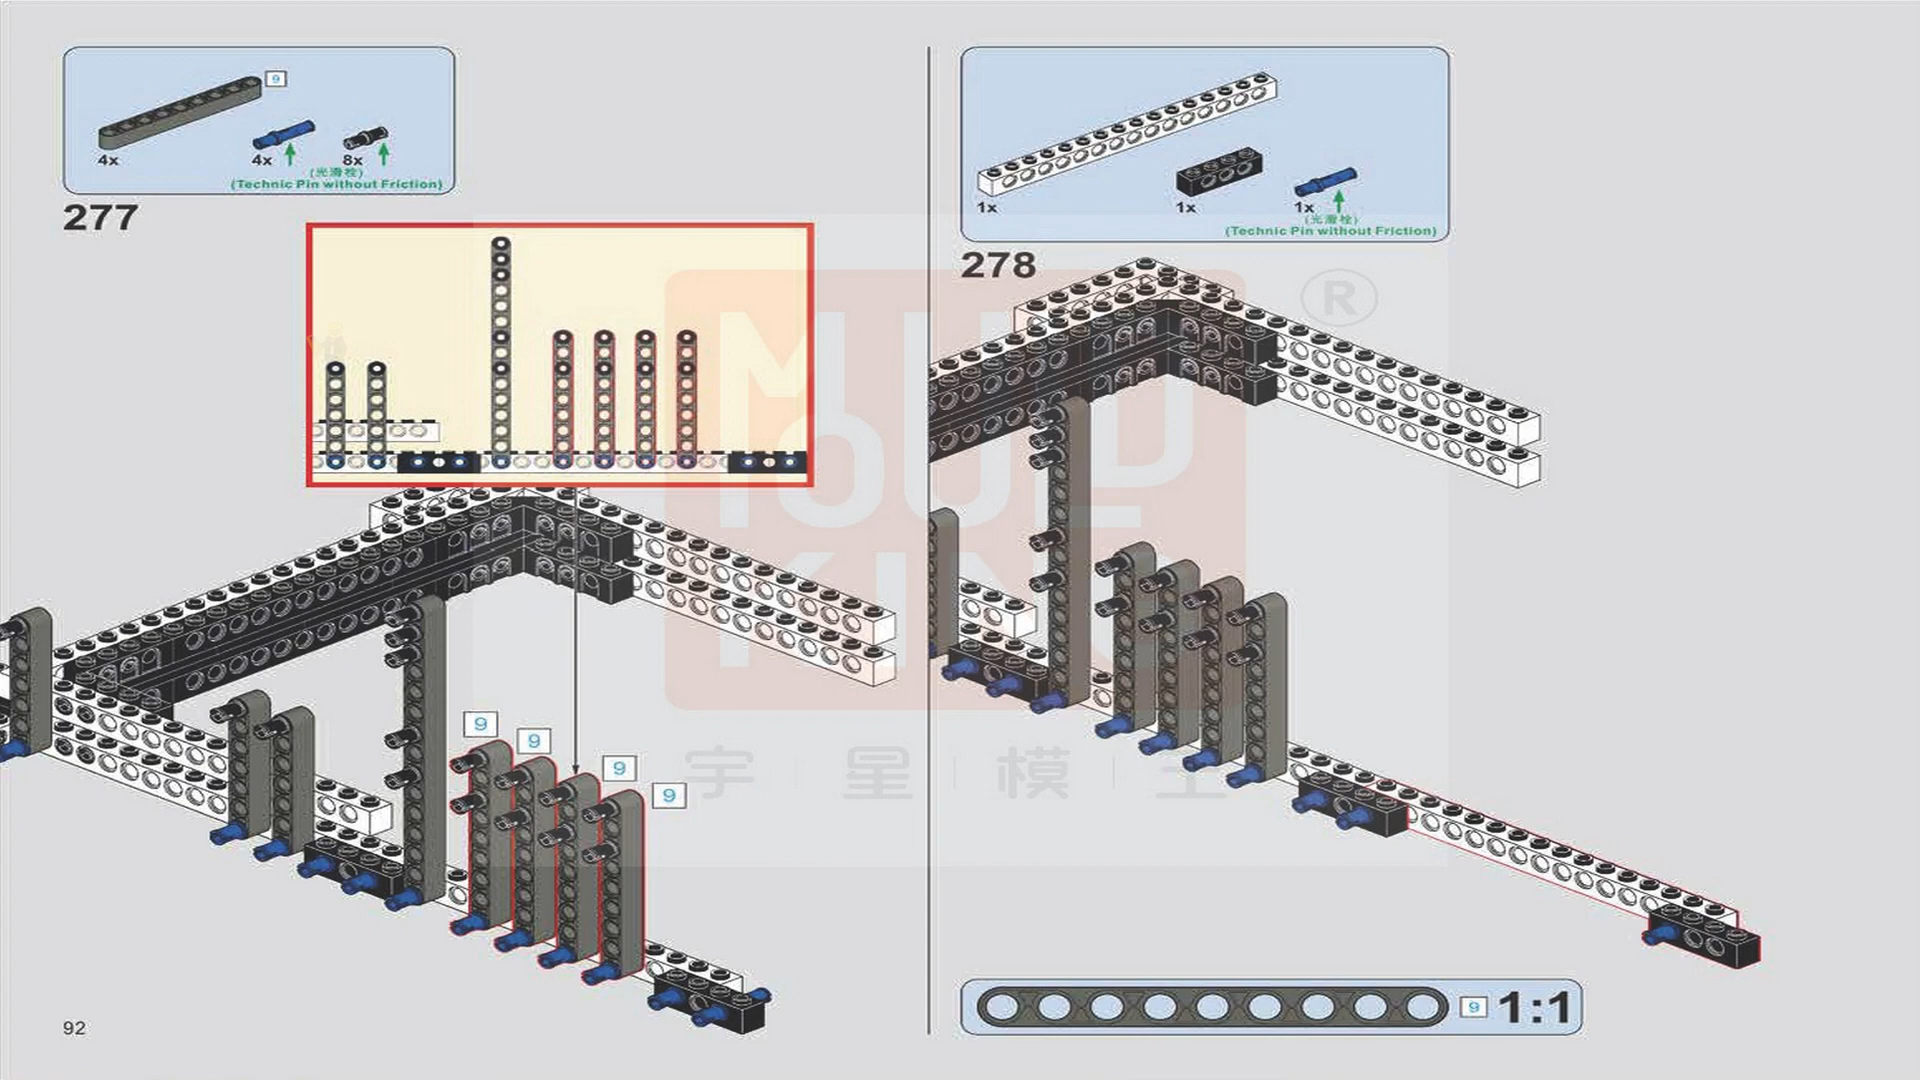 9
4x
4x
8x
(光滑栓)
(Technic Pin without Friction)
277
9
9
9
9
92
1x
1x
1x
(光滑栓)
(Technic Pin without Friction)
278
MOULD
KING
®
宇 星 模 王
9 1:1